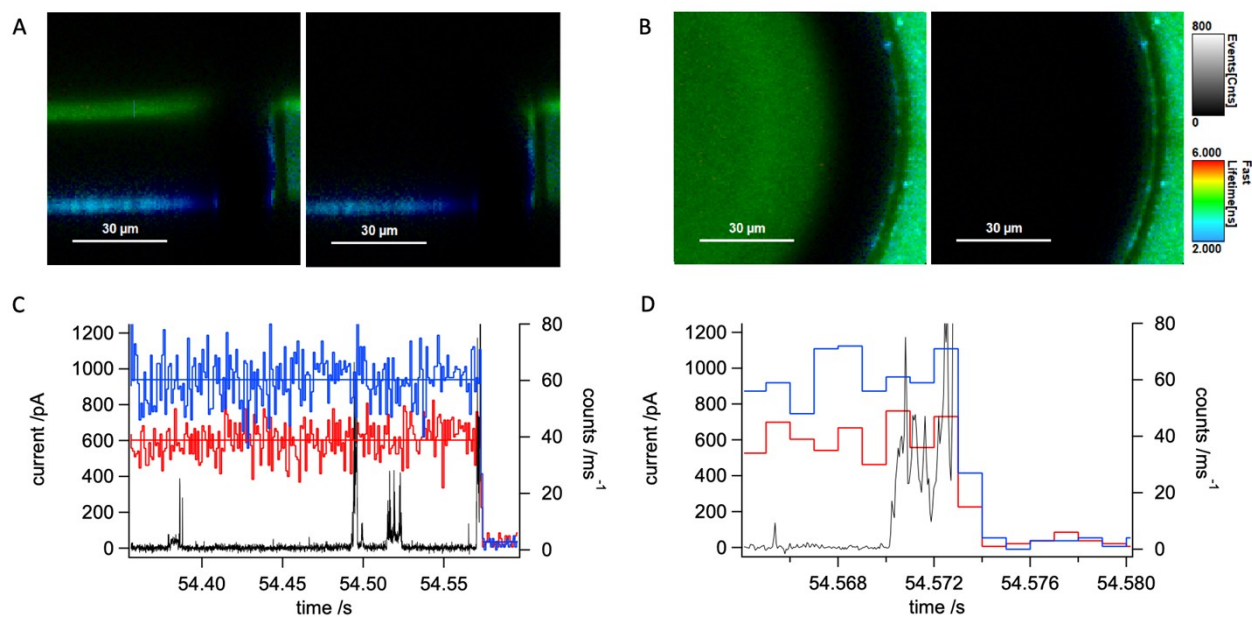 A
B
30 µm
30 µm
30 µm
30 µm
800
Events[Cnts]
0
6.000
Fast
Lifetime[ns]
2.000
C
D
1200
1000
800
600
400
200
0
current /pA
80
60
40
20
0
counts /ms-1
54.40
54.45
54.50
54.55
time /s
1200
1000
800
600
400
200
0
current /pA
80
60
40
20
0
counts /ms-1
54.568
54.572
54.576
54.580
time /s